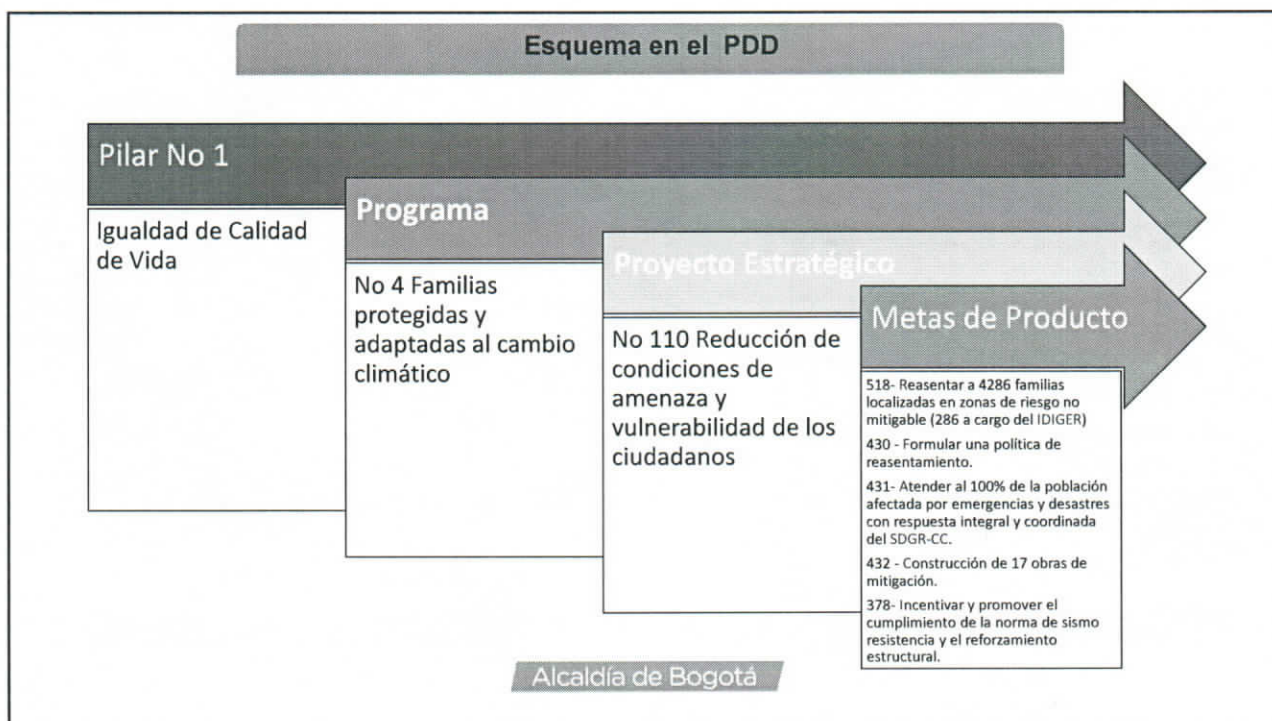 Esquema en el PDD
Pilar No 1
Igualdad de Calidad
de Vida
Programa
No 4 Familias
protegidas y
adaptadas al cambio
climático
Proyecto Estratégico
No 110 Reducción de
condiciones de
amenaza y
vulnerabilidad de los
ciudadanos
Metas de Producto
518- Reasentar a 4286 familias
localizadas en zonas de riesgo no
mitigable (286 a cargo del IDIGER)
430 - Formular una política de
reasentamiento.
431- Atender al 100% de la población
afectada por emergencias y desastres
con respuesta integral y coordinada
del SDGR-CC.
432 - Construcción de 17 obras de
mitigación.
378- Incentivar y promover el
cumplimiento de la norma de sismo
resistencia y el reforzamiento
estructural.
Alcaldía de Bogotá